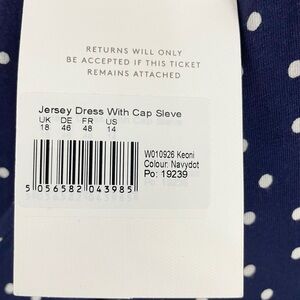 RETURNS WILL ONLY
BE ACCEPTED IF THIS TICKET
REMAINS ATTACHED
Jersey Dress With Cap Sleve
UK DE FR US
18 46 48 14
W010926 Keoni
Colour: Navydot
Po: 19239
5 056582 043985